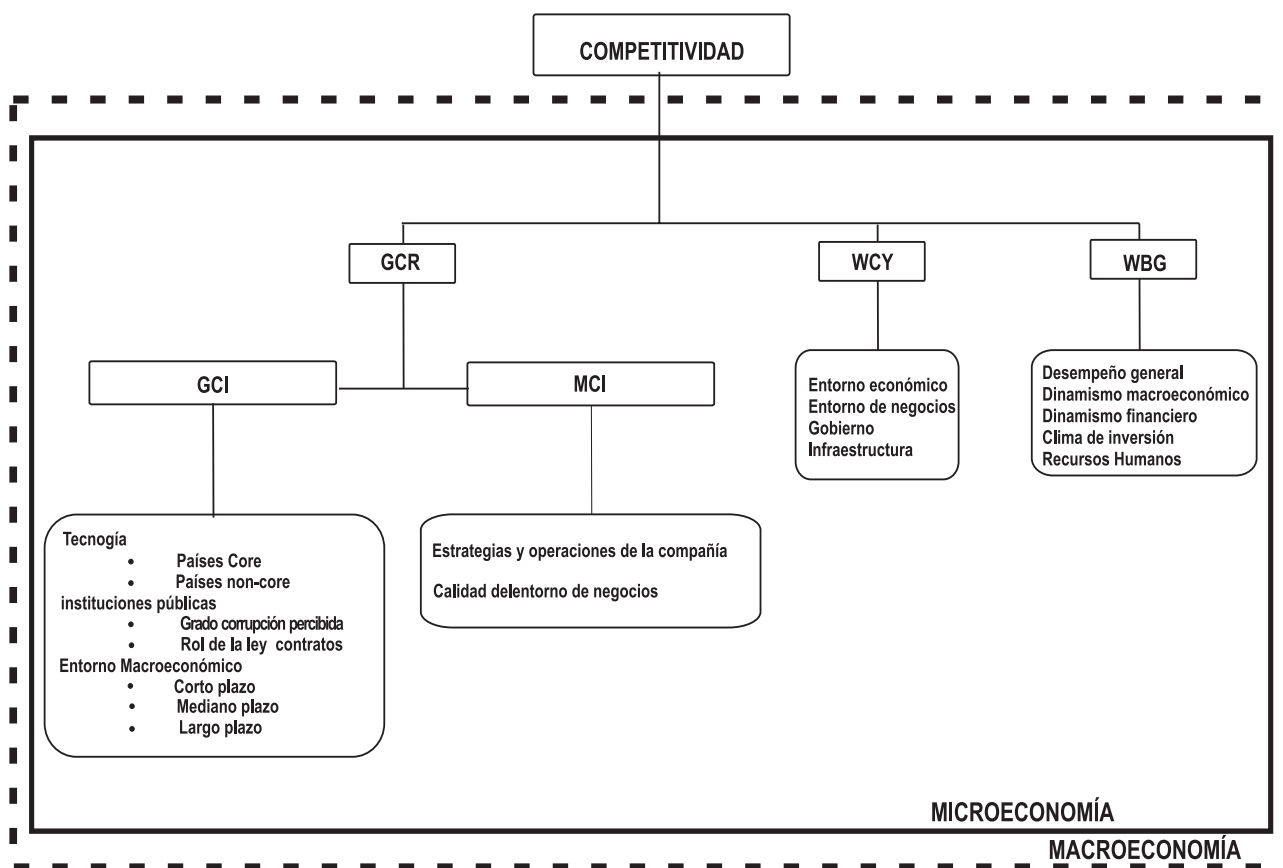 COMPETITIVIDAD
GCR
WCY
WBG
GCI
MCI
Entorno económico
Entorno de negocios
Gobierno
Infraestructura
Desempeño general
Dinamismo macroeconómico
Dinamismo financiero
Clima de inversión
Recursos Humanos
Tecnogía
• Países Core
• Países non-core
instituciones públicas
• Grado corrupción percibida
• Rol de la ley contratos
Entorno Macroeconómico
• Corto plazo
• Mediano plazo
• Largo plazo
Estrategias y operaciones de la compañía
Calidad delentorno de negocios
MICROECONOMÍA
MACROECONOMÍA